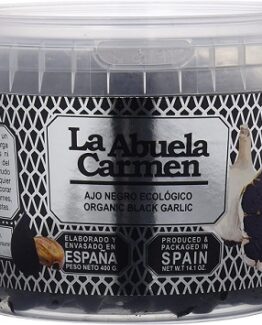 La Abuela
Carmen
AJO NEGRO ECOLÓGICO
ORGANIC BLACK GARLIC
ELABORADO Y
ENVASADO EN
ESPAÑA
PESO NETO 400 G
PRODUCED &
PACKAGED IN
SPAIN
NET WT 14.1 OZ.